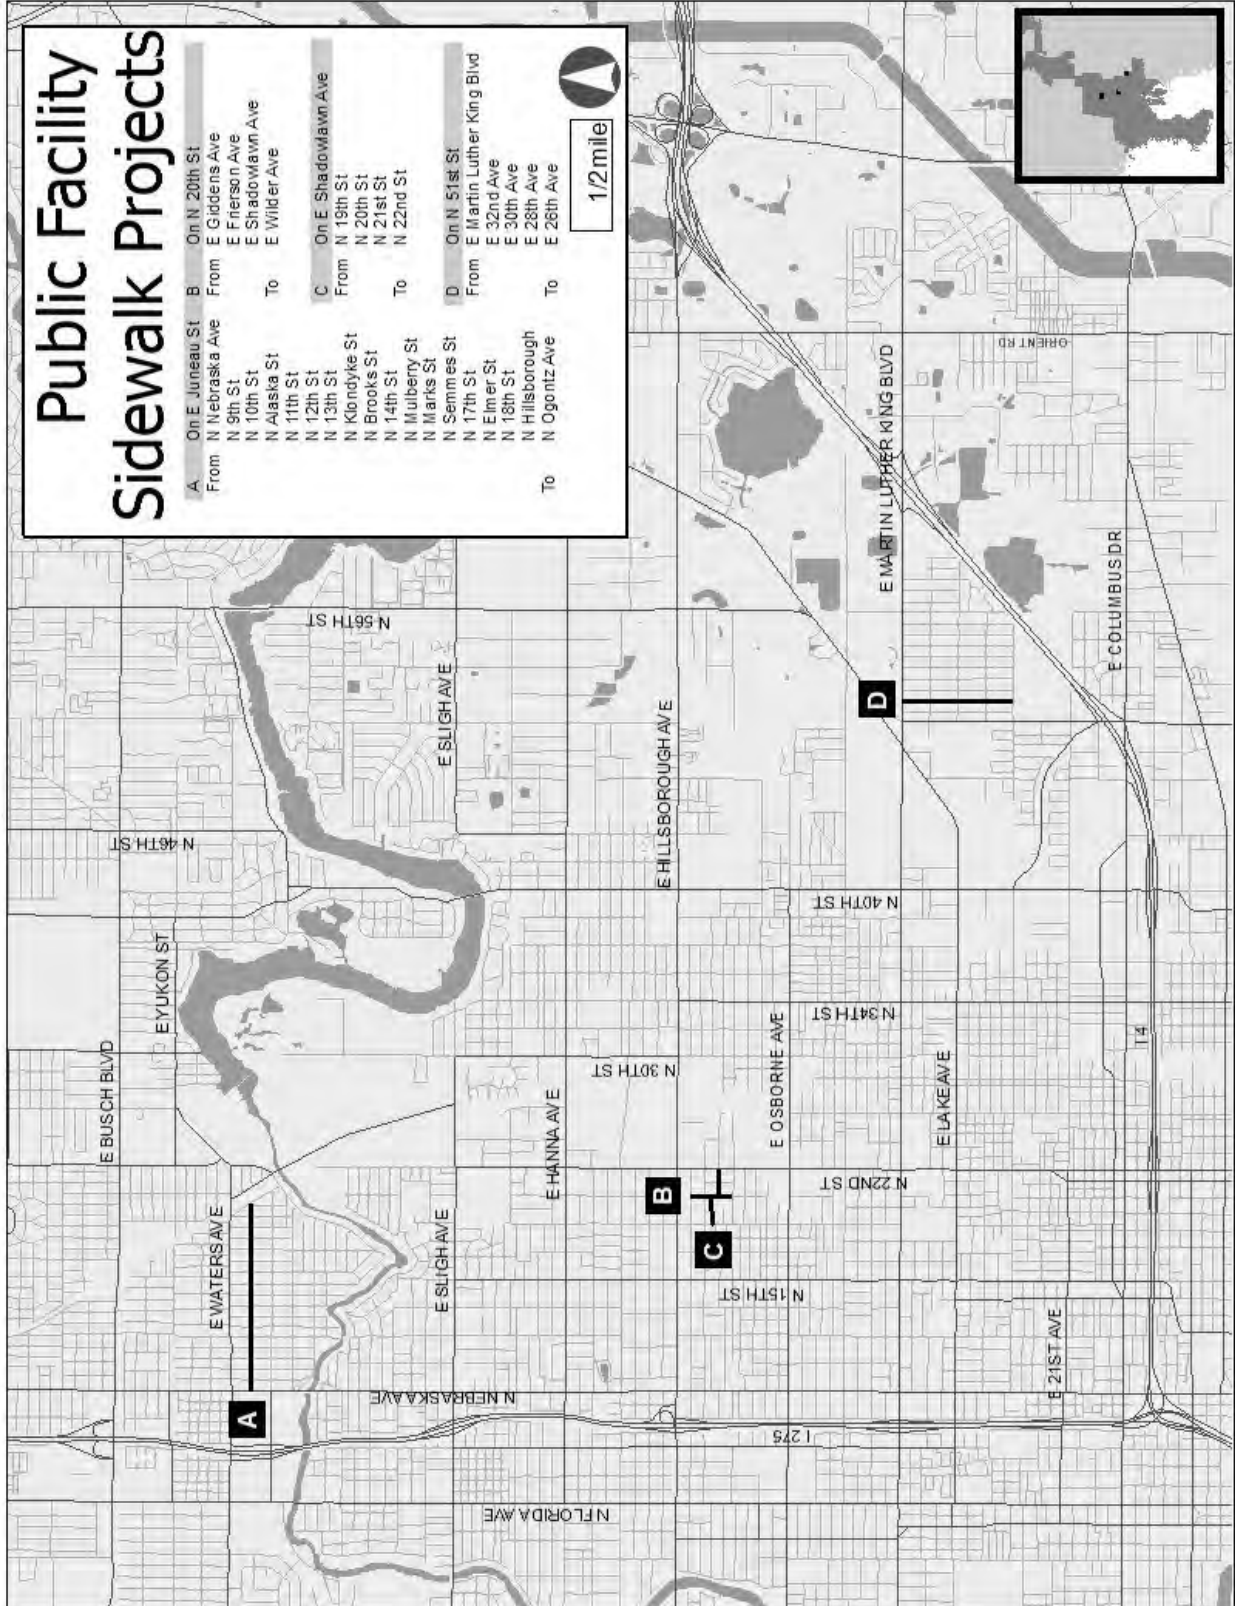 Public Facility
Sidewalk Projects
A On E Juneau St
From N Nebraska Ave
N 9th St
N 10th St
N Alaska St
N 11th St
N 12th St
N 13th St
N Klondyke St
N Brooks St
N 14th St
N Mulberry St
N Marks St
N Semmes St
N 17th St
N Elmer St
N 18th St
N Hillsborough
To N Ogontz Ave
B On N 20th St
From E Giddens Ave
E Frierson Ave
E Shadowlawn Ave
To E Wilder Ave
C On E Shadowlawn Ave
From N 19th St
N 20th St
N 21st St
To N 22nd St
D On N 51st St
From E Martin Luther King Blvd
E 32nd Ave
E 30th Ave
E 28th Ave
To E 26th Ave
1/2mile
E BUSCH BLVD
E YUKON ST
N 46TH ST
N 56TH ST
E WATERS AVE
A
E SLIGH AVE
E SLIGH AVE
N NEBRASKA AVE
N FLORIDA AVE
E HANNA AVE
N 30TH ST
E HILLSBOROUGH AVE
B
C
N 15TH ST
I 275
E OSBORNE AVE
N 22ND ST
N 34TH ST
N 40TH ST
D
E MARTIN LUTHER KING BLVD
ORIENT RD
E LAKE AVE
E 21ST AVE
I 4
E COLUMBUS DR